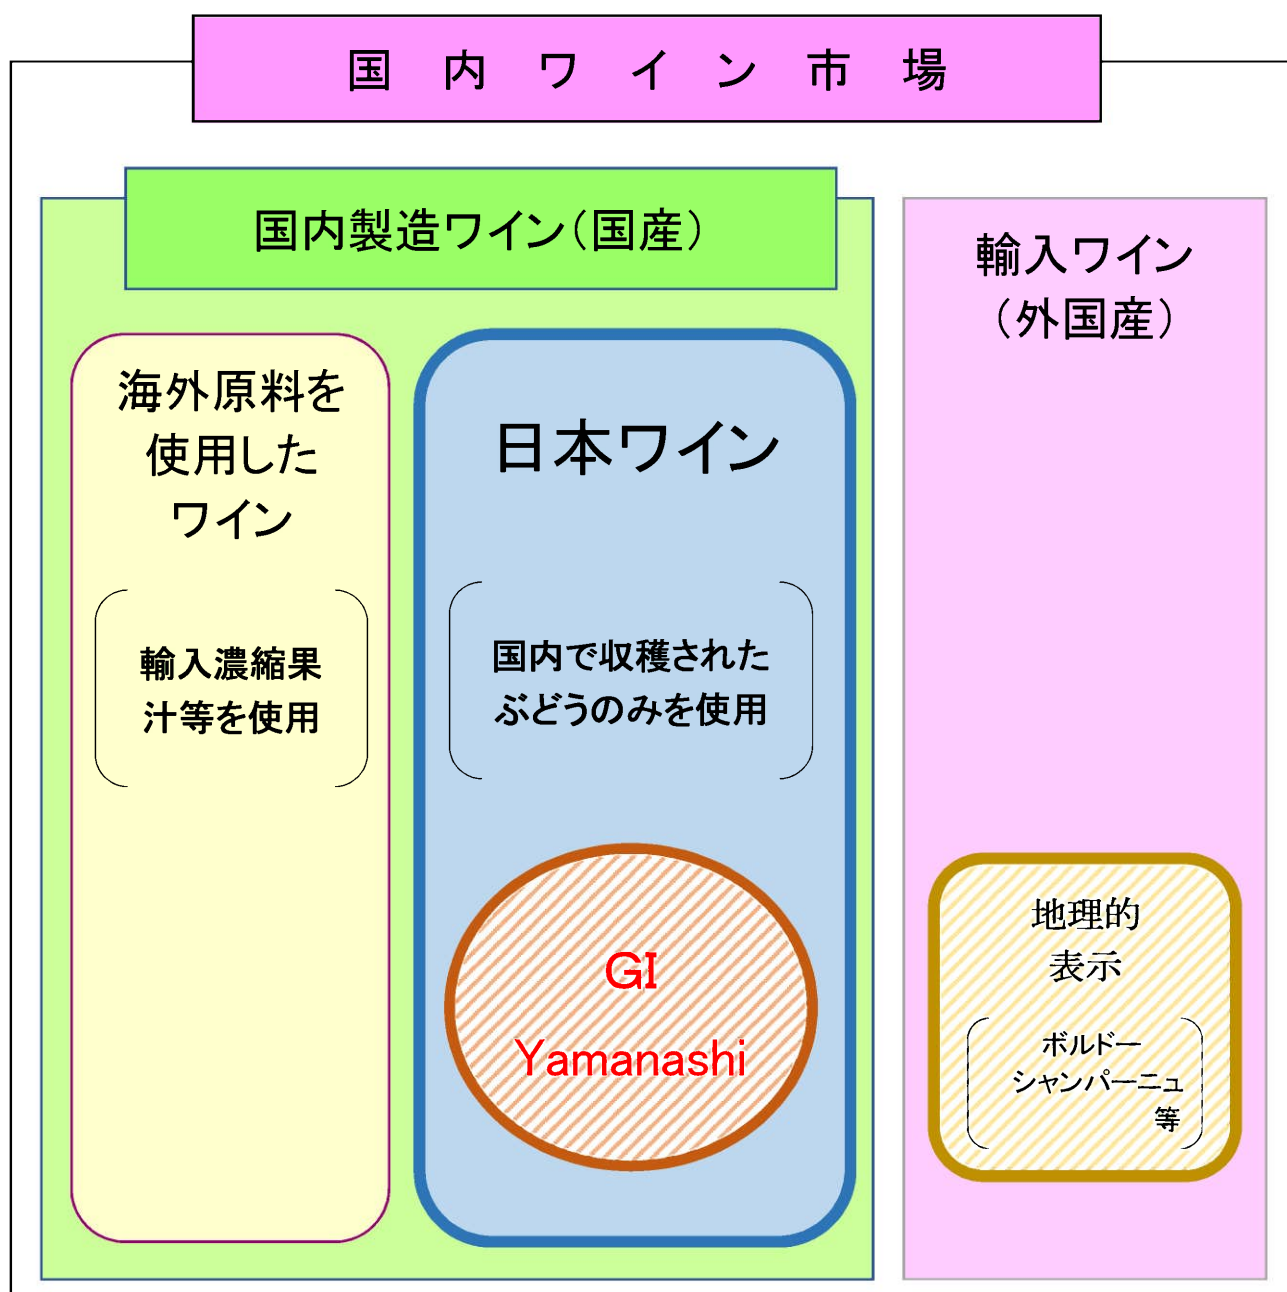 国内ワイン市場
国内製造ワイン（国産）
海外原料を
使用した
ワイン
輸入濃縮果
汁等を使用
日本ワイン
国内で収穫された
ぶどうのみを使用
GI
Yamanashi
輸入ワイン
（外国産）
地理的
表示
ボルドー
シャンパーニュ
等